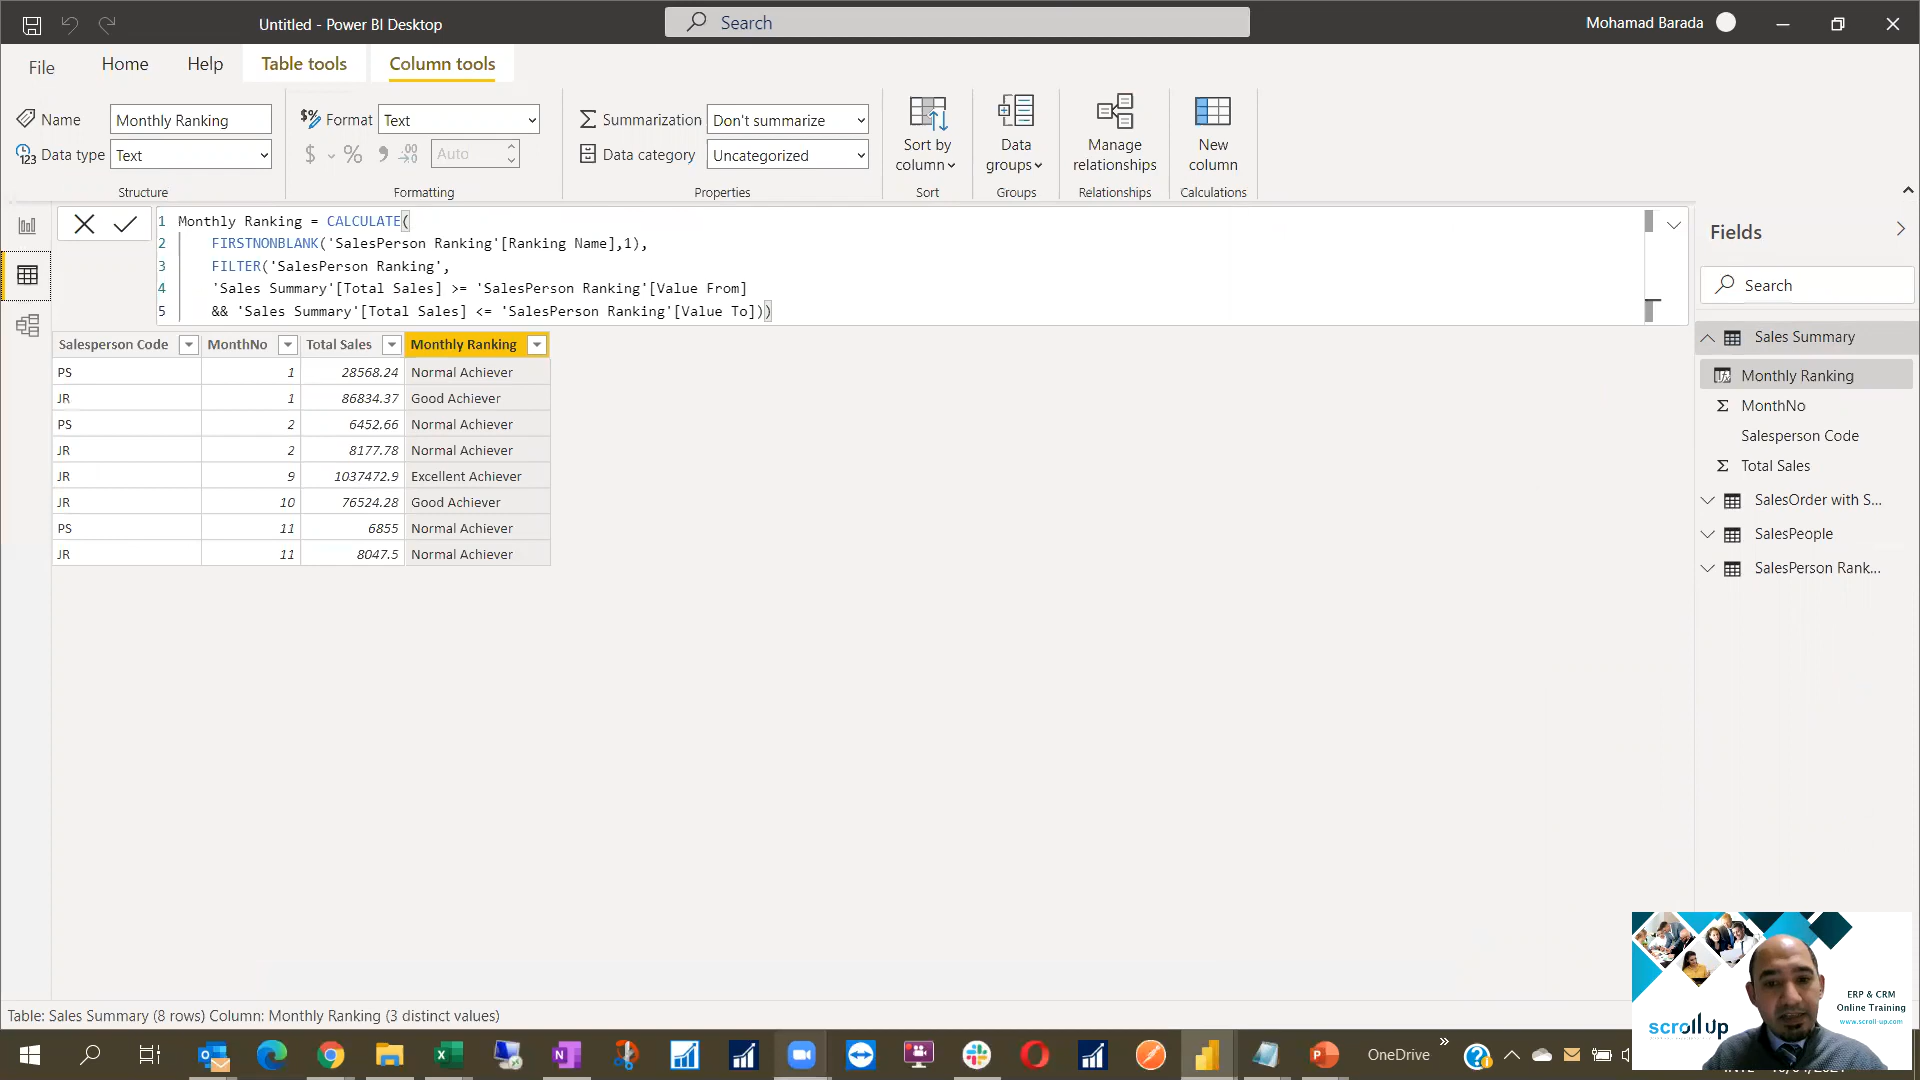 Untitled - Power BI Desktop
Search
Mohamad Barada
File
Home
Help
Table tools
Column tools
Name
Monthly Ranking
Format
Text
Summarization
Don't summarize
Data type
Text
$
%
Auto
Data category
Uncategorized
Sort by
column
Data
groups
Manage
relationships
New
column
Structure
Formatting
Properties
Sort
Groups
Relationships
Calculations
1 Monthly Ranking = CALCULATE(
2 FIRSTNONBLANK('SalesPerson Ranking'[Ranking Name],1),
3 FILTER('SalesPerson Ranking',
4 'Sales Summary'[Total Sales] >= 'SalesPerson Ranking'[Value From]
5 && 'Sales Summary'[Total Sales] <= 'SalesPerson Ranking'[Value To]))
Salesperson Code MonthNo Total Sales Monthly Ranking
PS 1 28568.24 Normal Achiever
JR 1 86834.37 Good Achiever
PS 2 6452.66 Normal Achiever
JR 2 8177.78 Normal Achiever
JR 9 1037472.9 Excellent Achiever
JR 10 76524.28 Good Achiever
PS 11 6855 Normal Achiever
JR 11 8047.5 Normal Achiever
Fields
Search
Sales Summary
Monthly Ranking
MonthNo
Salesperson Code
Total Sales
SalesOrder with S...
SalesPeople
SalesPerson Rank...
ERP & CRM
Online Training
www.scroll-up.com
scroll up
Table: Sales Summary (8 rows) Column: Monthly Ranking (3 distinct values)
OneDrive